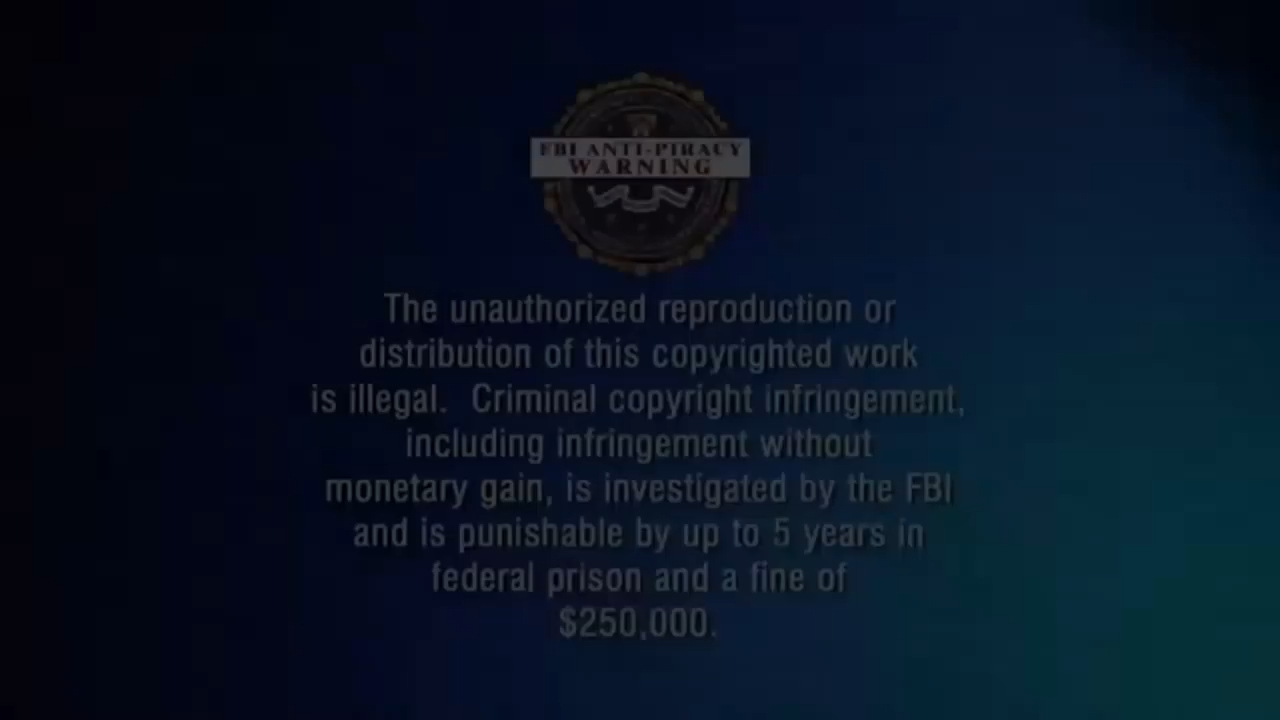 FBI ANTI-PIRACY
WARNING
The unauthorized reproduction or
distribution of this copyrighted work
is illegal.  Criminal copyright infringement,
including infringement without
monetary gain, is investigated by the FBI
and is punishable by up to 5 years in
federal prison and a fine of
$250,000.